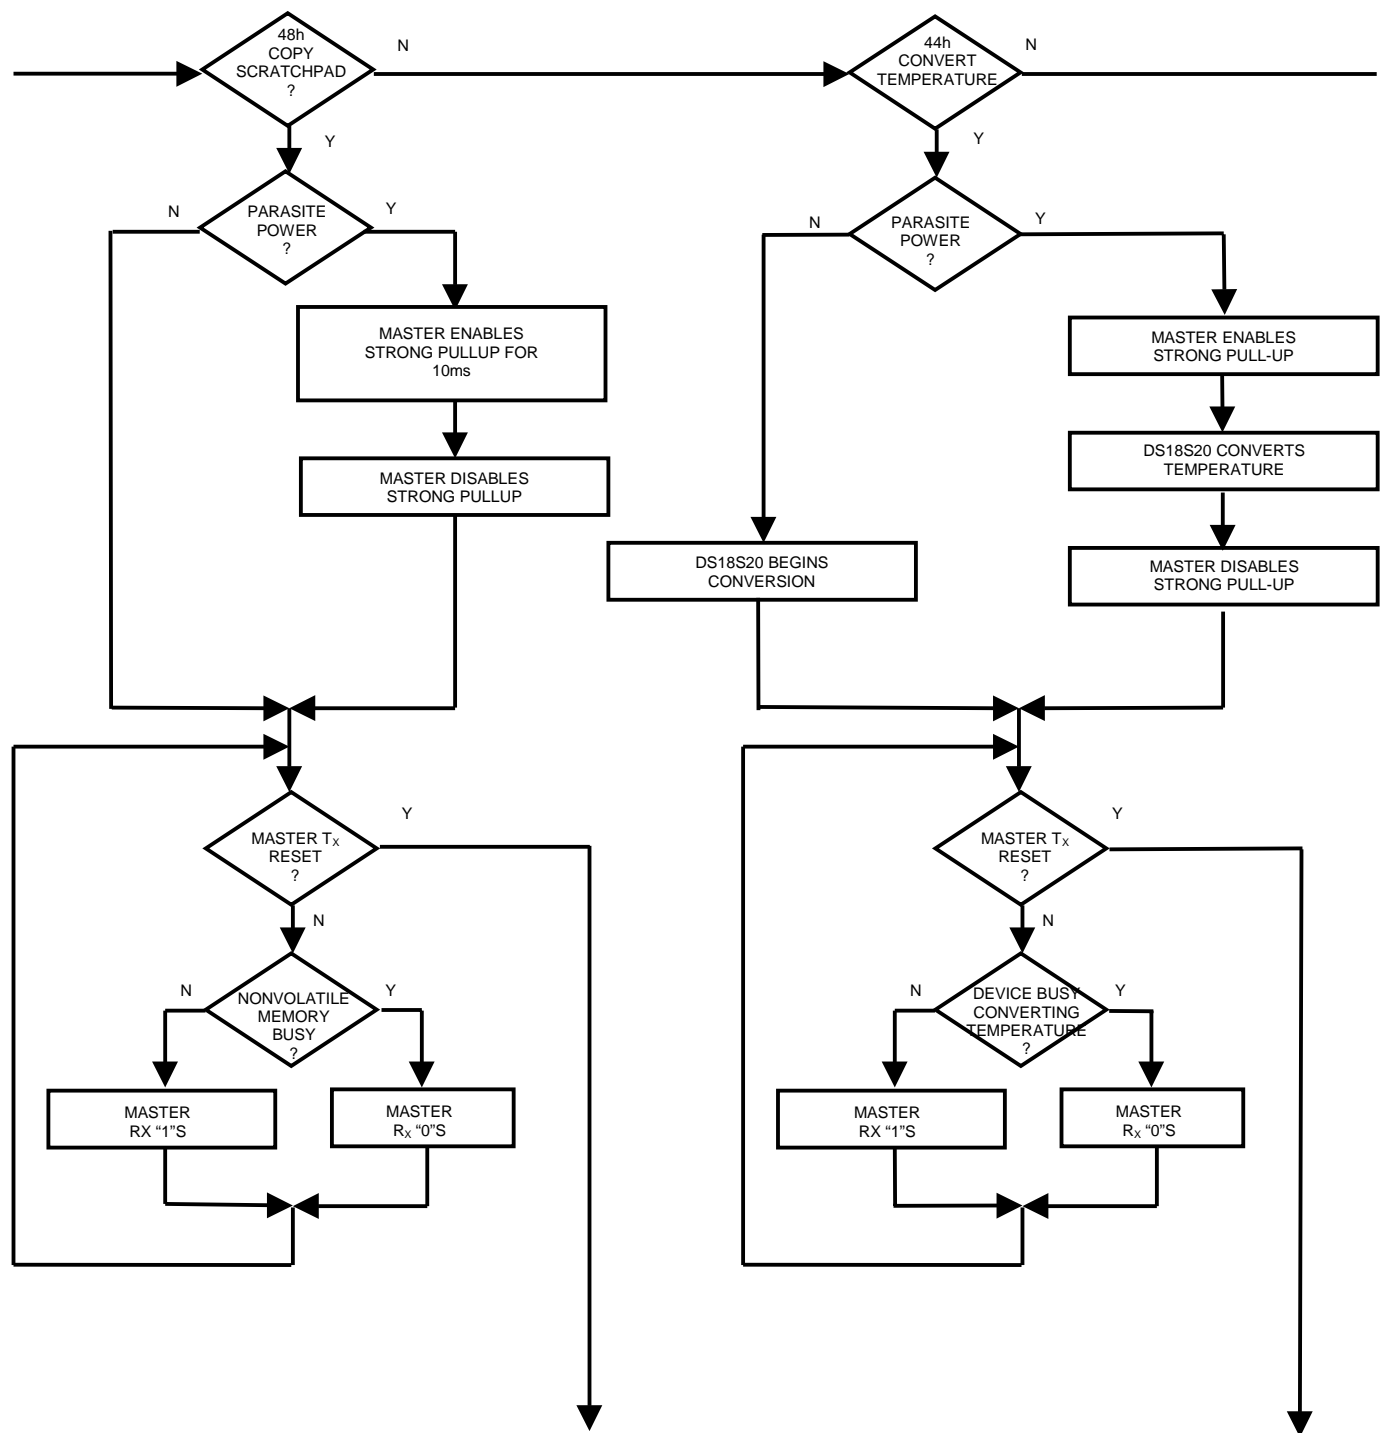 48h
COPY
SCRATCHPAD
?
N
Y
44h
CONVERT
TEMPERATURE
N
Y
PARASITE
POWER
?
N
Y
PARASITE
POWER
?
N
Y
MASTER ENABLES
STRONG PULLUP FOR
10ms
MASTER DISABLES
STRONG PULLUP
MASTER ENABLES
STRONG PULL-UP
DS18S20 CONVERTS
TEMPERATURE
DS18S20 BEGINS
CONVERSION
MASTER DISABLES
STRONG PULL-UP
MASTER TX
RESET
?
Y
N
MASTER TX
RESET
?
Y
N
N
NONVOLATILE
MEMORY
BUSY
?
Y
N
DEVICE BUSY
CONVERTING
TEMPERATURE
?
Y
MASTER
RX “1”S
MASTER
RX “0”S
MASTER
RX “1”S
MASTER
RX “0”S